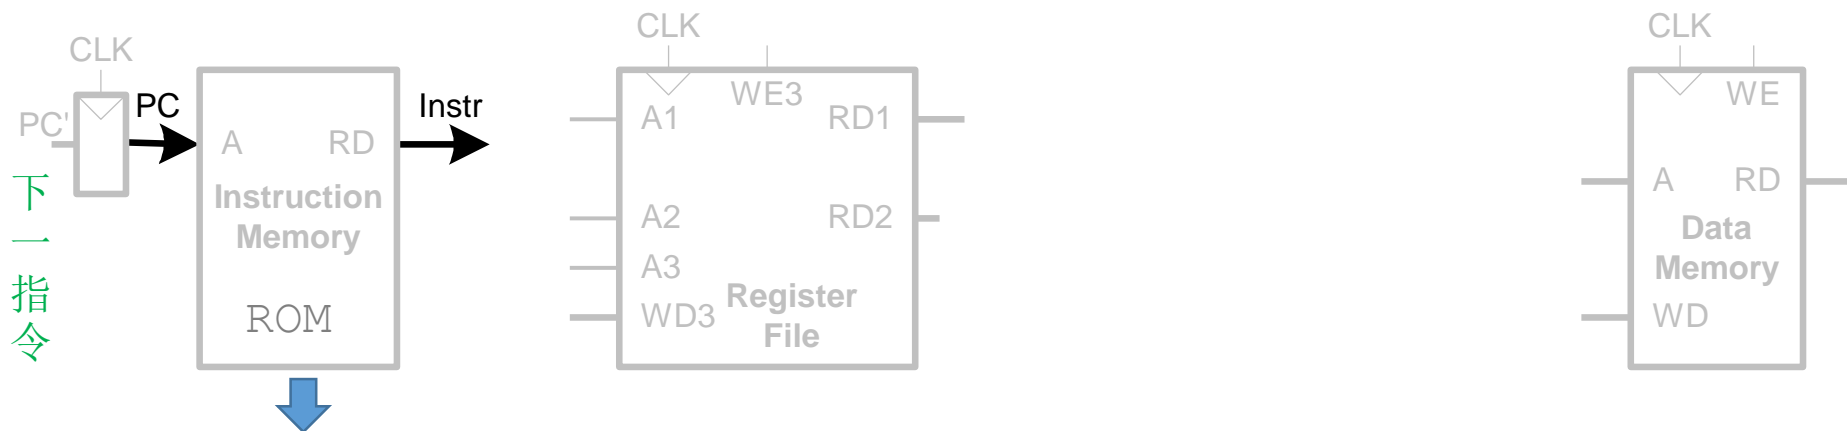 CLK
PC'
PC
下
一
指
令
A
RD
Instruction
Memory
ROM
Instr
CLK
WE3
A1
RD1
A2
RD2
A3
WD3
Register
File
CLK
WE
A
RD
Data
Memory
WD